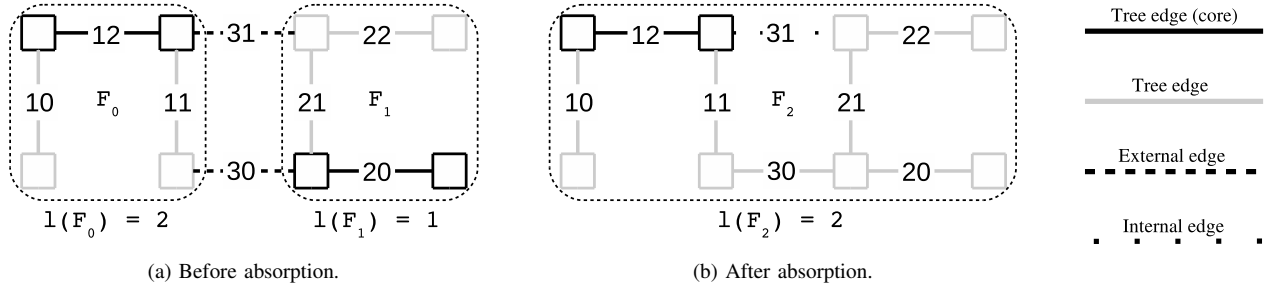 12 31 22
10 F₀ 11 21 F₁
30 20
l(F₀) = 2 l(F₁) = 1
(a) Before absorption.
12 31 22
10 11 F₂ 21
30 20
l(F₂) = 2
(b) After absorption.
Tree edge (core)
Tree edge
External edge
Internal edge